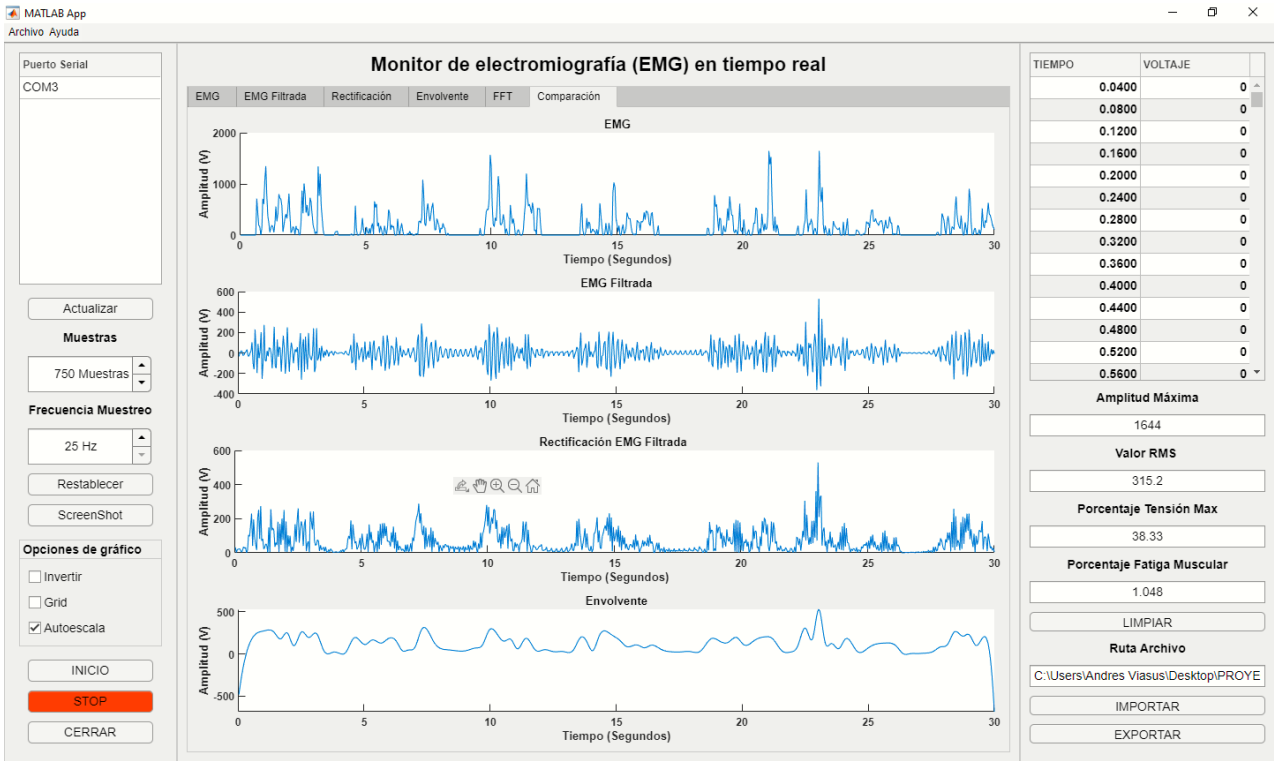 MATLAB App
Archivo Ayuda
Puerto Serial
COM3
Actualizar
Muestras
750 Muestras
Frecuencia Muestreo
25 Hz
Restablecer
ScreenShot
Opciones de gráfico
Invertir
Grid
Autoescala
INICIO
STOP
CERRAR
Monitor de electromiografía (EMG) en tiempo real
EMG EMG Filtrada Rectificación Envolvente FFT Comparación
EMG
Amplitud (V)
2000
1000
0
0 5 10 15 20 25 30
Tiempo (Segundos)
EMG Filtrada
Amplitud (V)
600
400
200
0
-200
-400
0 5 10 15 20 25 30
Tiempo (Segundos)
Rectificación EMG Filtrada
Amplitud (V)
600
400
200
0
0 5 10 15 20 25 30
Tiempo (Segundos)
Envolvente
Amplitud (V)
500
0
-500
0 5 10 15 20 25 30
Tiempo (Segundos)
TIEMPO VOLTAJE
0.0400 0
0.0800 0
0.1200 0
0.1600 0
0.2000 0
0.2400 0
0.2800 0
0.3200 0
0.3600 0
0.4000 0
0.4400 0
0.4800 0
0.5200 0
0.5600 0
Amplitud Máxima
1644
Valor RMS
315.2
Porcentaje Tensión Max
38.33
Porcentaje Fatiga Muscular
1.048
LIMPIAR
Ruta Archivo
C:\Users\Andres Viasus\Desktop\PROYE
IMPORTAR
EXPORTAR